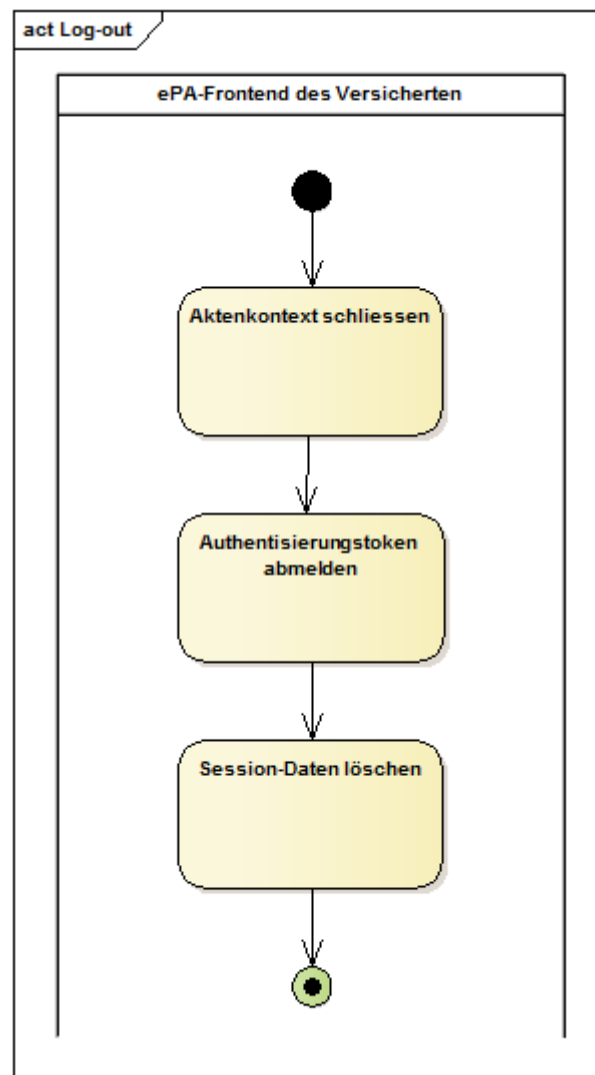 act Log-out
ePA-Frontend des Versicherten
Aktenkontext schliessen
Authentisierungstoken
abmelden
Session-Daten löschen